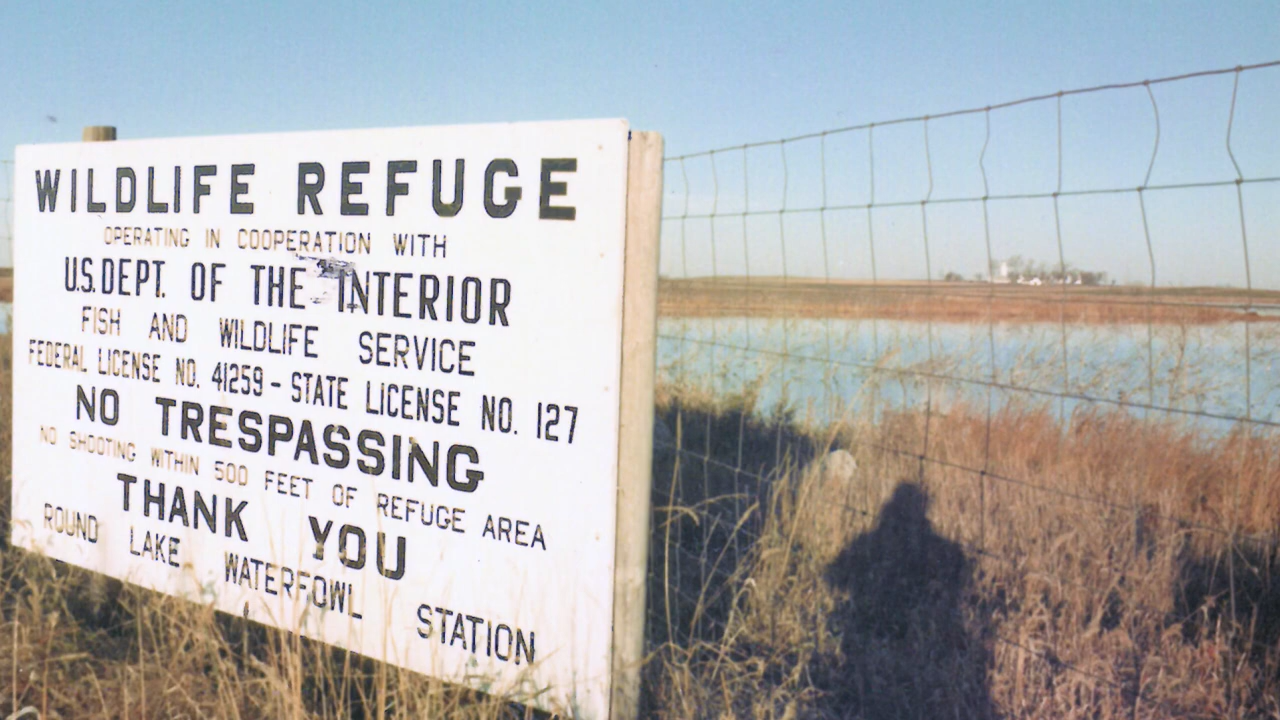 WILDLIFE REFUGE
OPERATING IN COOPERATION WITH
U.S. DEPT. OF THE INTERIOR
FISH AND WILDLIFE SERVICE
FEDERAL LICENSE NO. 41259 - STATE LICENSE NO. 127
NO TRESPASSING
NO SHOOTING WITHIN 500 FEET OF REFUGE AREA
THANK YOU
ROUND LAKE WATERFOWL STATION